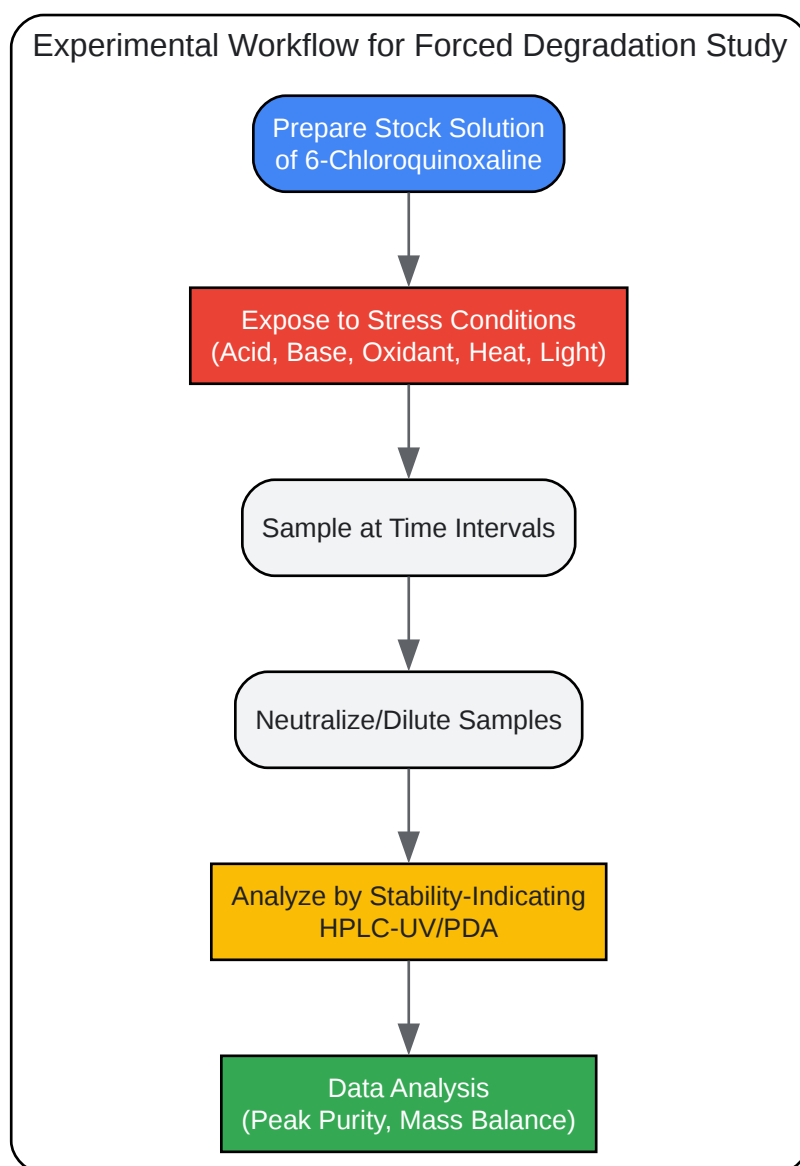 Experimental Workflow for Forced Degradation Study
Prepare Stock Solution
of 6-Chloroquinoxaline
Expose to Stress Conditions
(Acid, Base, Oxidant, Heat, Light)
Sample at Time Intervals
Neutralize/Dilute Samples
Analyze by Stability-Indicating
HPLC-UV/PDA
Data Analysis
(Peak Purity, Mass Balance)